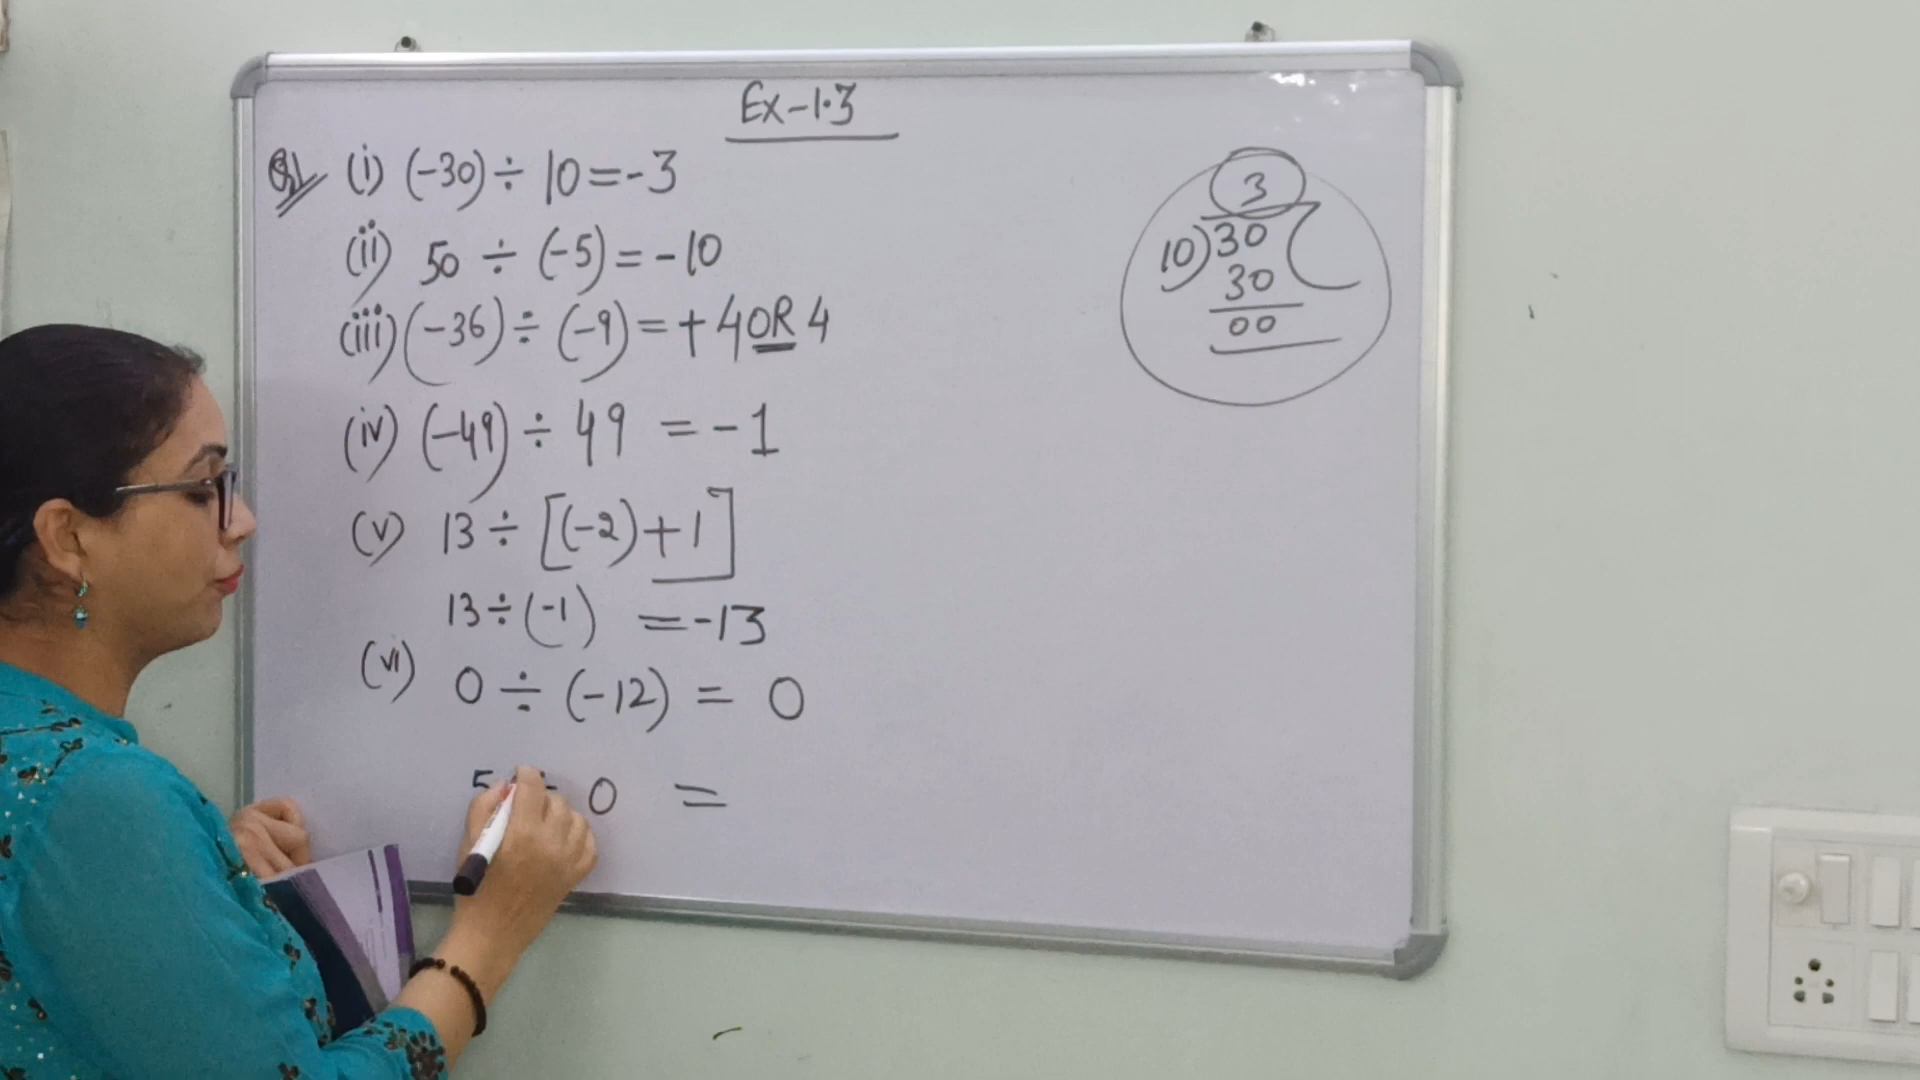 Ex-1.3
Q1 (i) (-30) ÷ 10 = -3
(ii) 50 ÷ (-5) = -10
(iii) (-36) ÷ (-9) = +4 OR 4
(iv) (-49) ÷ 49 = -1
(v) 13 ÷ [(-2)+1]
13 ÷ (-1) = -13
(vi) 0 ÷ (-12) = 0
5 ÷ 0 =
3
10)30(
30
00